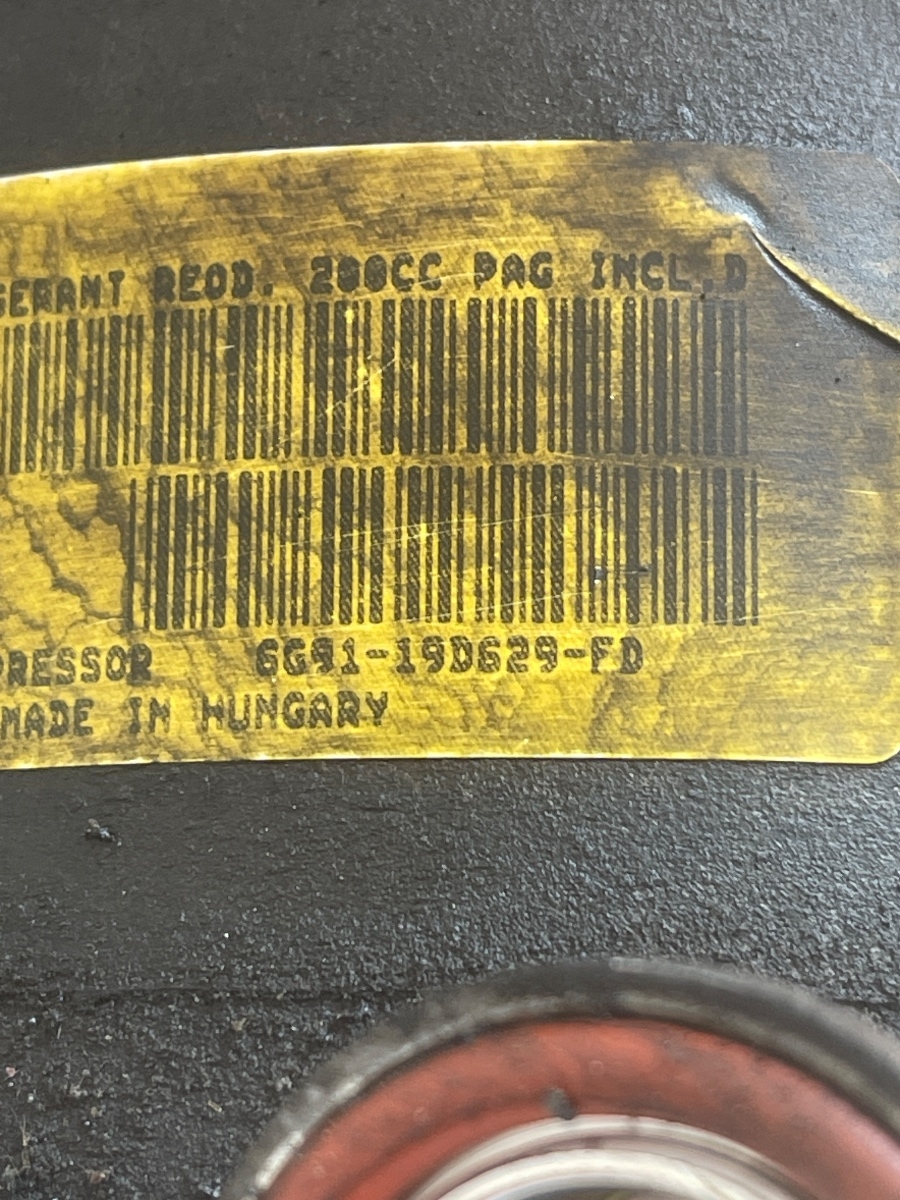 GERANT REQD. 200CC PAG INCL.D
PRESSOR 6G91-19D629-FD
MADE IN HUNGARY